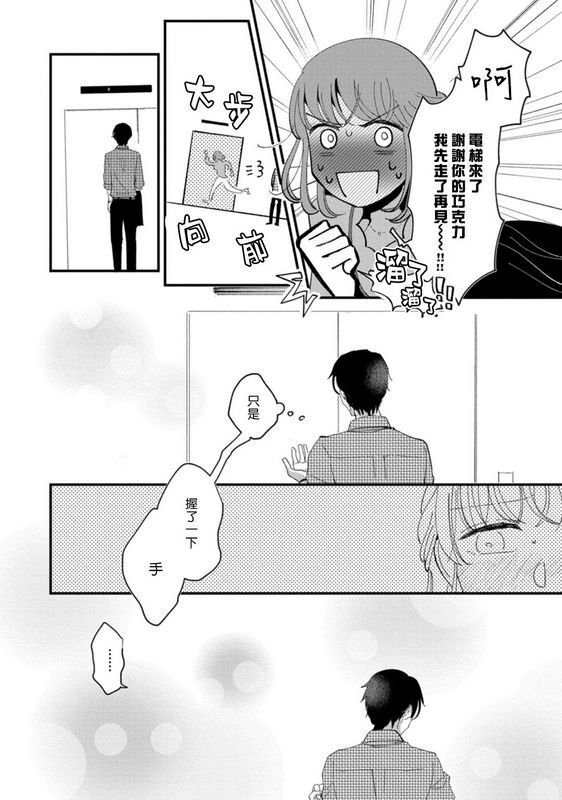 啊
電梯來了
謝謝你的巧克力
我先走了再見~~!!
溜了
溜了!!
大步
向前
只是
握了一下
手
……